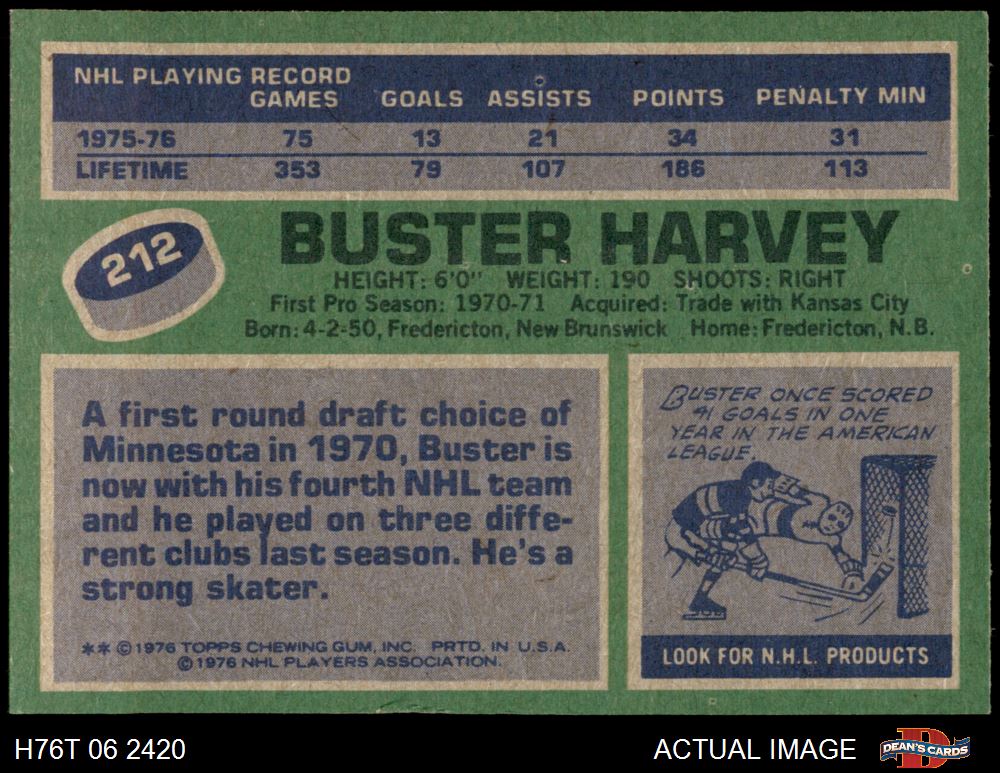 NHL PLAYING RECORD
GAMES GOALS ASSISTS POINTS PENALTY MIN
1975-76 75 13 21 34 31
LIFETIME 353 79 107 186 113
212
BUSTER HARVEY
HEIGHT: 6'0" WEIGHT: 190 SHOOTS: RIGHT
First Pro Season: 1970-71 Acquired: Trade with Kansas City
Born: 4-2-50, Fredericton, New Brunswick Home: Fredericton, N.B.
A first round draft choice of
Minnesota in 1970, Buster is
now with his fourth NHL team
and he played on three diffe-
rent clubs last season. He's a
strong skater.
** ©1976 TOPPS CHEWING GUM, INC. PRTD. IN U.S.A.
©1976 NHL PLAYERS ASSOCIATION.
BUSTER ONCE SCORED
41 GOALS IN ONE
YEAR IN THE AMERICAN
LEAGUE.
LOOK FOR N.H.L. PRODUCTS
H76T 06 2420 ACTUAL IMAGE DEAN'S CARDS